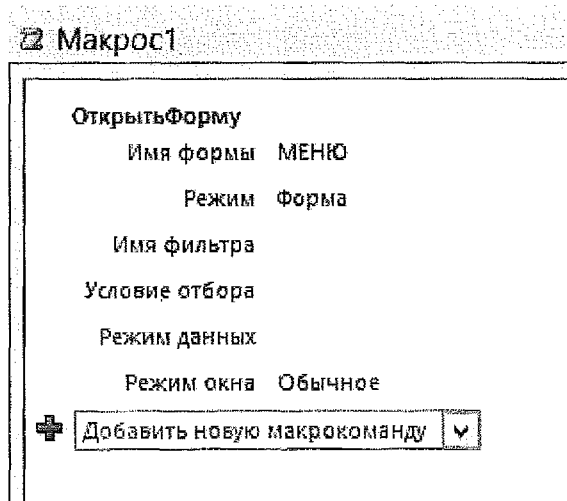 Макрос1
ОткрытьФорму
Имя формы МЕНЮ
Режим Форма
Имя фильтра
Условие отбора
Режим данных
Режим окна Обычное
Добавить новую макрокоманду